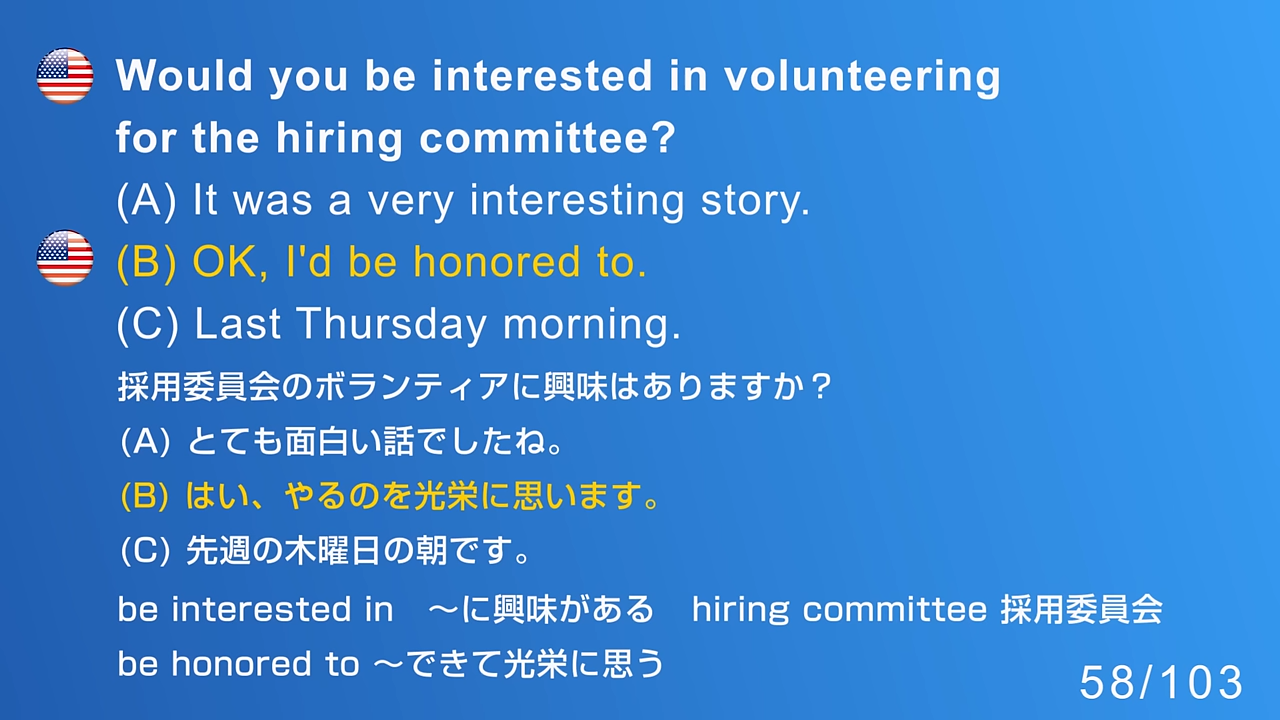 Would you be interested in volunteering
for the hiring committee?
(A) It was a very interesting story.
(B) OK, I'd be honored to.
(C) Last Thursday morning.
採用委員会のボランティアに興味はありますか？
(A) とても面白い話でしたね。
(B) はい、やるのを光栄に思います。
(C) 先週の木曜日の朝です。
be interested in　～に興味がある　hiring committee 採用委員会
be honored to ～できて光栄に思う
58/103